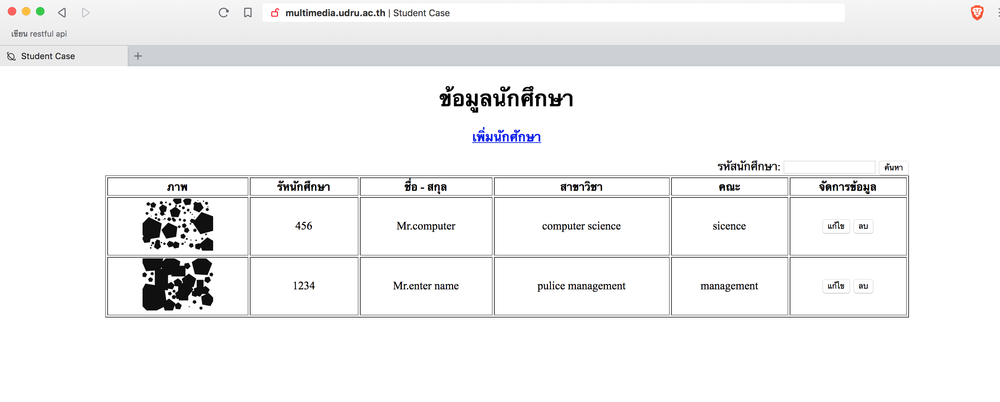 multimedia.udru.ac.th | Student Case
เขียน restful api
Student Case
ข้อมูลนักศึกษา
เพิ่มนักศักษา
รหัสนักศึกษา: ค้นหา
ภาพ รัหนักศึกษา ชื่อ - สกุล สาขาวิชา คณะ จัดการข้อมูล
456 Mr.computer computer science sicence แก้ไข ลบ
1234 Mr.enter name pulice management management แก้ไข ลบ